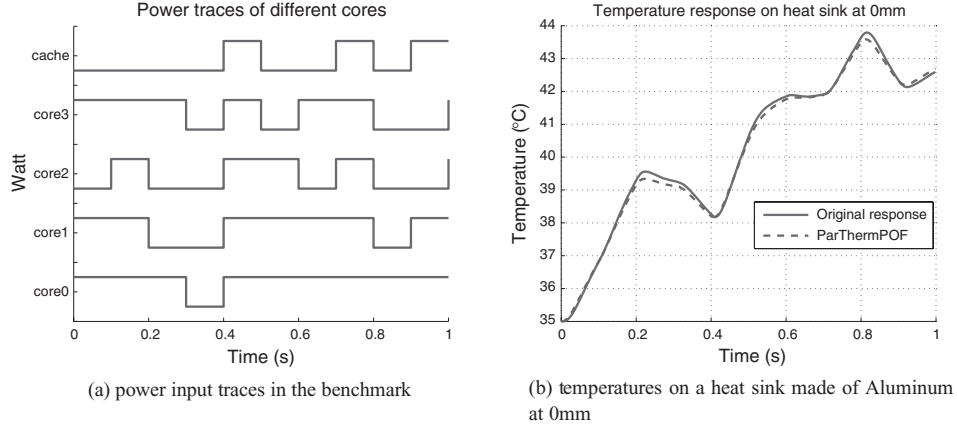 Power traces of different cores
cache
core3
core2
core1
core0
Watt
0
0.2
0.4
0.6
0.8
1
Time (s)
(a) power input traces in the benchmark
Temperature response on heat sink at 0mm
44
43
42
41
40
39
38
37
36
35
Temperature (°C)
Original response
ParThermPOF
0
0.2
0.4
0.6
0.8
1
Time (s)
(b) temperatures on a heat sink made of Aluminum
at 0mm